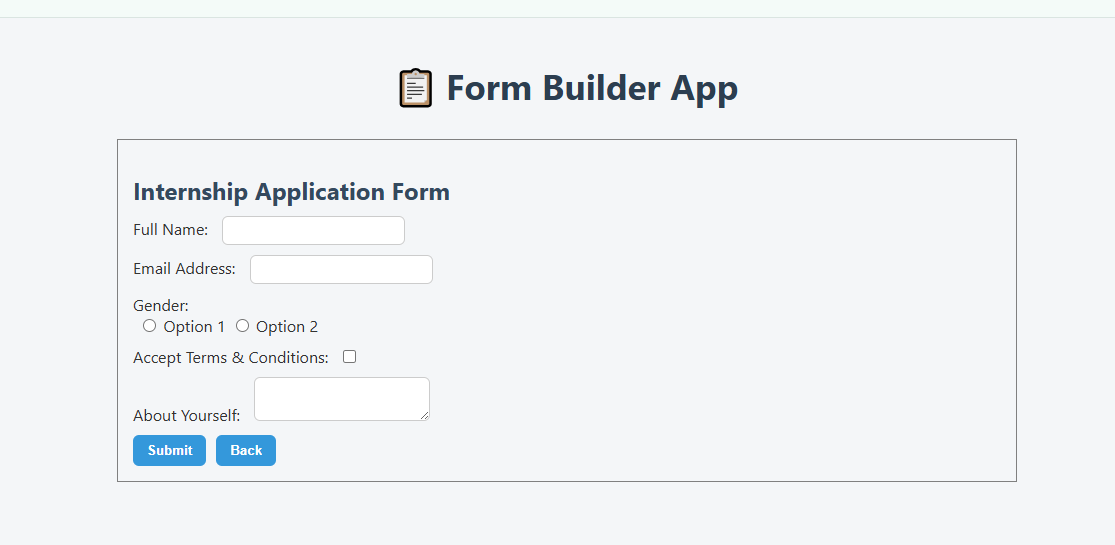 Form Builder App
Internship Application Form
Full Name:
Email Address:
Gender:
Option 1 Option 2
Accept Terms & Conditions:
About Yourself:
Submit Back